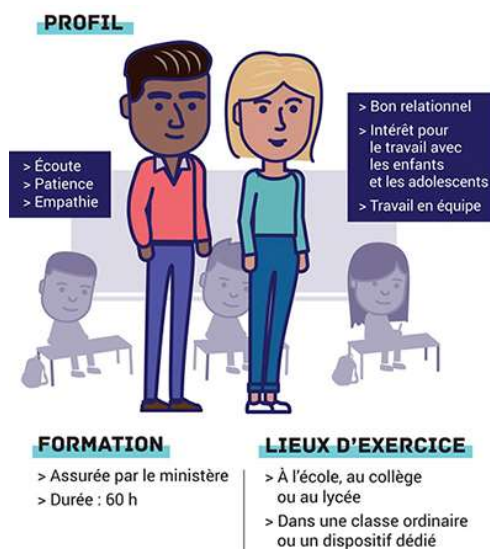 PROFIL
> Écoute
> Patience
> Empathie
> Bon relationnel
> Intérêt pour
le travail avec
les enfants
et les adolescents
> Travail en équipe
FORMATION
> Assurée par le ministère
> Durée : 60 h
LIEUX D'EXERCICE
> À l'école, au collège
ou au lycée
> Dans une classe ordinaire
ou un dispositif dédié